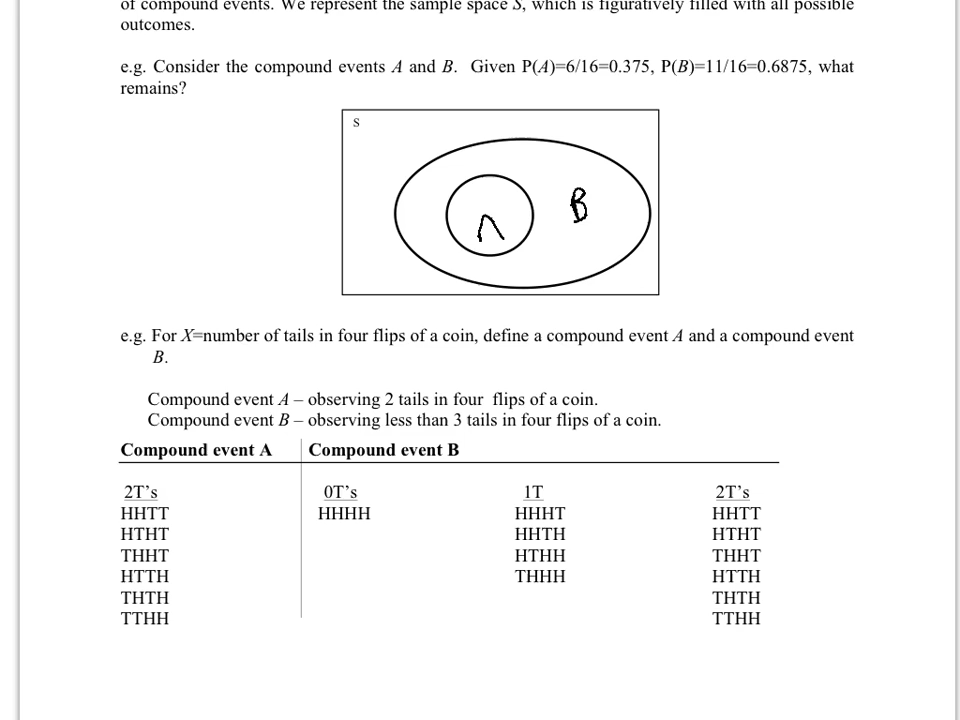 of compound events. We represent the sample space S, which is figuratively filled with all possible
outcomes.
e.g. Consider the compound events A and B. Given P(A)=6/16=0.375, P(B)=11/16=0.6875, what
remains?
S
A
B
e.g. For X=number of tails in four flips of a coin, define a compound event A and a compound event
B.
Compound event A – observing 2 tails in four flips of a coin.
Compound event B – observing less than 3 tails in four flips of a coin.
Compound event A Compound event B
2T's 0T's 1T 2T's
HHTT HHHH HHHT HHTT
HTHT HHTH HTHT
THHT HTHH THHT
HTTH THHH HTTH
THTH THTH
TTHH TTHH